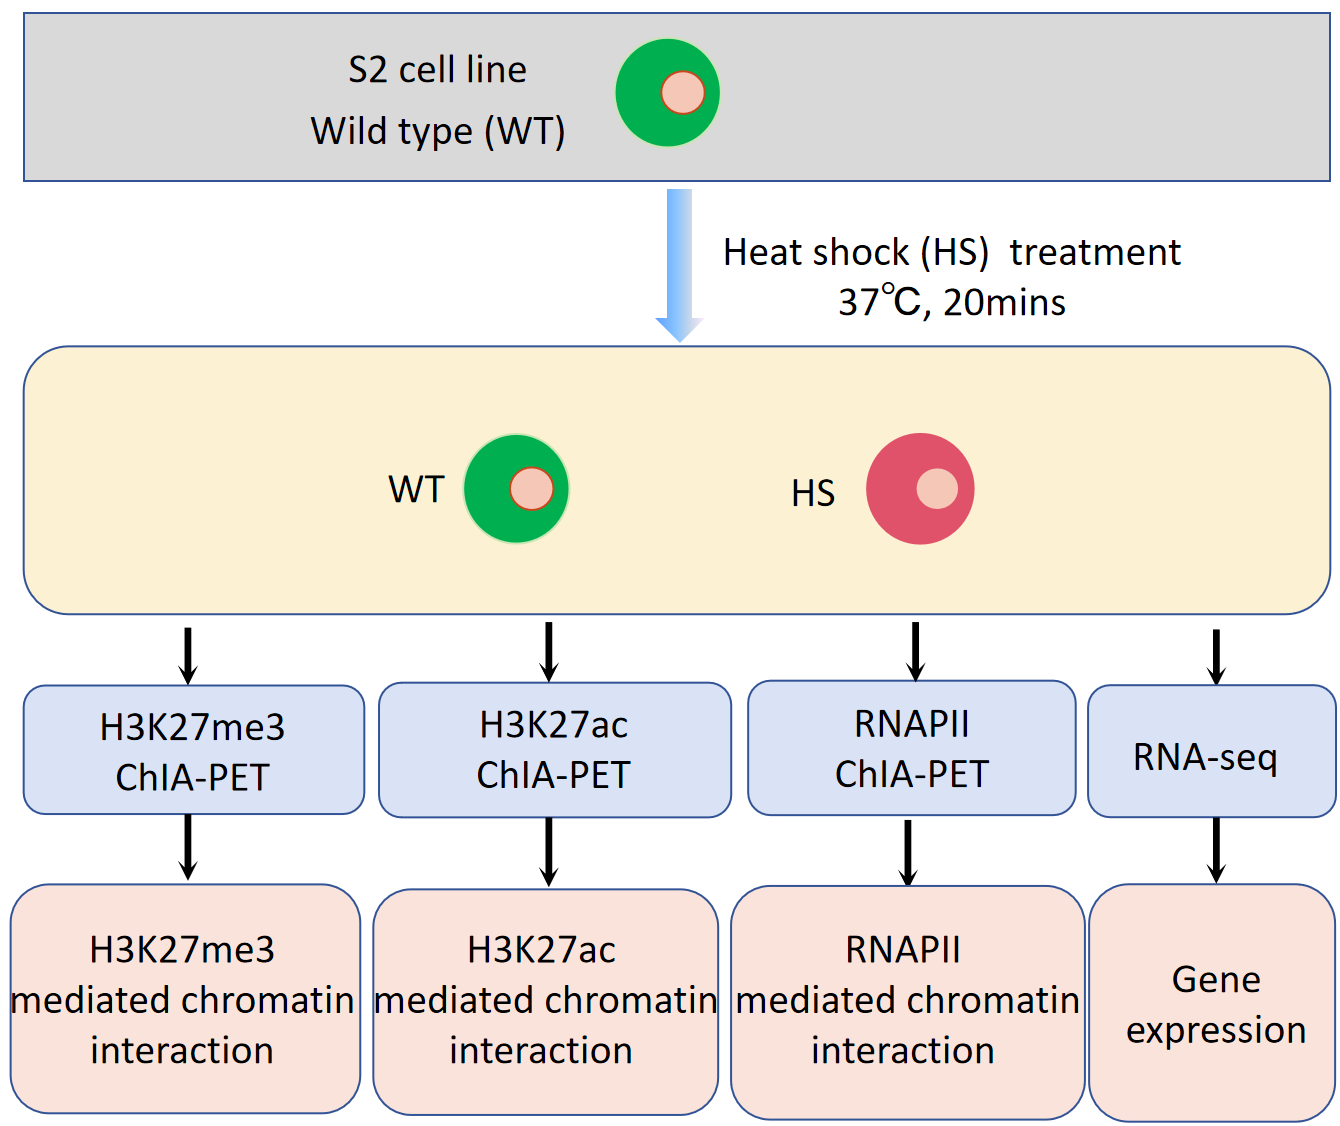 S2 cell line
Wild type (WT)
Heat shock (HS)  treatment
37℃, 20mins
WT
HS
H3K27me3
ChIA-PET
H3K27ac
ChIA-PET
RNAPII
ChIA-PET
RNA-seq
H3K27me3
mediated chromatin
interaction
H3K27ac
mediated chromatin
interaction
RNAPII
mediated chromatin
interaction
Gene
expression